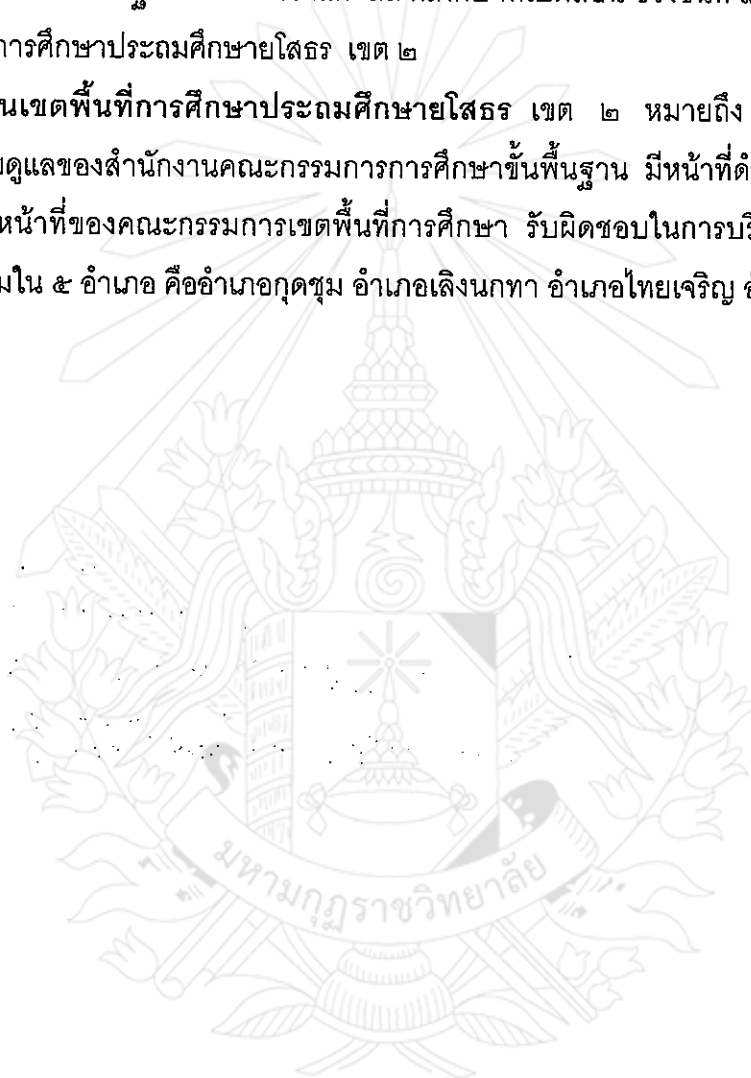 การศึกษาประถมศึกษายโสธร เขต ๒
นเขตพื้นที่การศึกษาประถมศึกษายโสธร เขต ๒ หมายถึง
ดูแลของสำนักงานคณะกรรมการการศึกษาขั้นพื้นฐาน มีหน้าที่ดำ
หน้าที่ของคณะกรรมการเขตพื้นที่การศึกษา รับผิดชอบในการบริ
มใน ๕ อำเภอ คืออำเภอกุดชุม อำเภอเลิงนกทา อำเภอไทยเจริญ อ
มหามกุฏราชวิทยาลัย